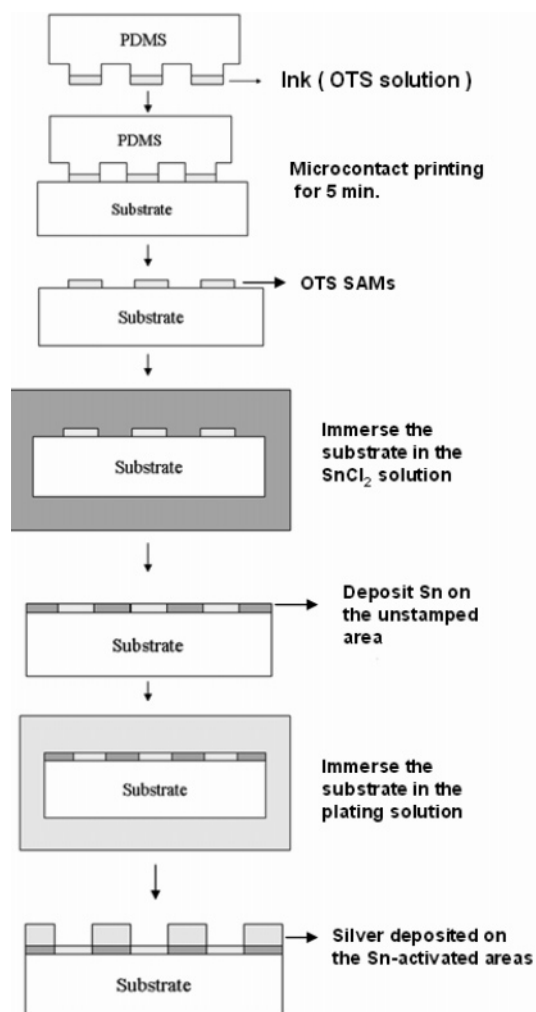 PDMS
Ink ( OTS solution )
PDMS
Substrate
Microcontact printing
for 5 min.
OTS SAMs
Substrate
Immerse the
substrate in the
SnCl₂ solution
Substrate
Deposit Sn on
the unstamped
area
Substrate
Immerse the
substrate in the
plating solution
Substrate
Silver deposited on
the Sn-activated areas
Substrate